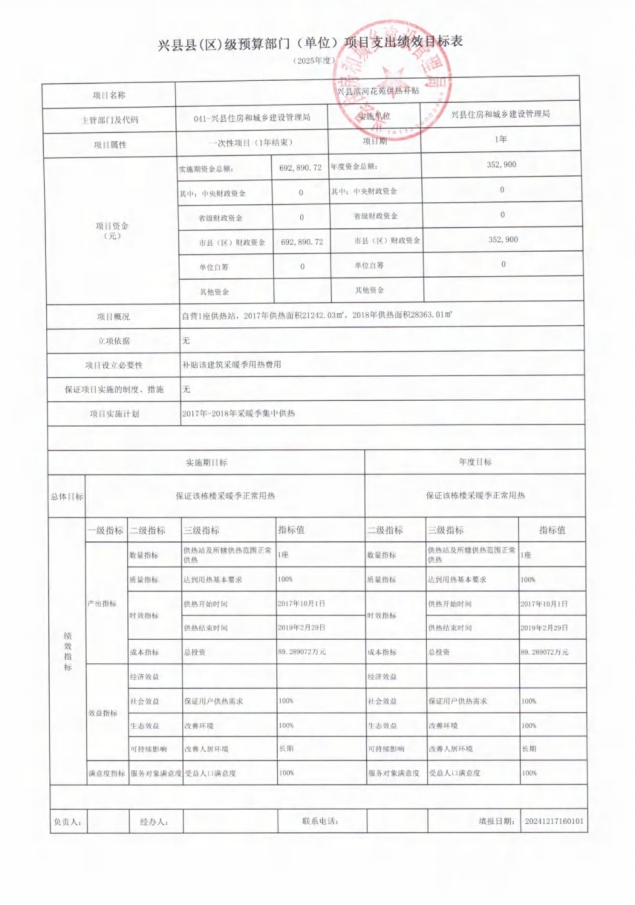 兴县县(区)级预算部门（单位）项目支出绩效目标表
（2025年度）
项目名称 兴县滨河花苑供热补贴
主管部门及代码 041-兴县住房和城乡建设管理局 实施单位 兴县住房和城乡建设管理局
项目属性 一次性项目（1年结束） 项目期 1年
项目资金（元）
实施期资金总额： 692,890.72 年度资金总额： 352,900
其中：中央财政资金 0 其中：中央财政资金 0
省级财政资金 0 省级财政资金 0
市县（区）财政资金 692,890.72 市县（区）财政资金 352,900
单位自筹 0 单位自筹 0
其他资金 其他资金
项目概况 自营1座供热站，2017年供热面积21242.03㎡，2018年供热面积28363.01㎡
立项依据 无
项目设立必要性 补贴该建筑采暖季用热费用
保证项目实施的制度、措施 无
项目实施计划 2017年-2018年采暖季集中供热
实施期目标 年度目标
总体目标 保证该栋楼采暖季正常用热 保证该栋楼采暖季正常用热
绩效指标
一级指标 二级指标 三级指标 指标值 二级指标 三级指标 指标值
产出指标
数量指标 供热站及所辖供热范围正常供热 1座 数量指标 供热站及所辖供热范围正常供热 1座
质量指标 达到用热基本要求 100% 质量指标 达到用热基本要求 100%
时效指标 供热开始时间 2017年10月1日 时效指标 供热开始时间 2017年10月1日
供热结束时间 2019年2月29日 供热结束时间 2019年2月29日
成本指标 总投资 89.289072万元 成本指标 总投资 89.289072万元
效益指标
经济效益 经济效益
社会效益 保证用户供热需求 100% 社会效益 保证用户供热需求 100%
生态效益 改善环境 100% 生态效益 改善环境 100%
可持续影响 改善人居环境 长期 可持续影响 改善人居环境 长期
满意度指标 服务对象满意度 受益人口满意度 100% 服务对象满意度 受益人口满意度 100%
负责人： 经办人： 联系电话： 填报日期： 20241217160101